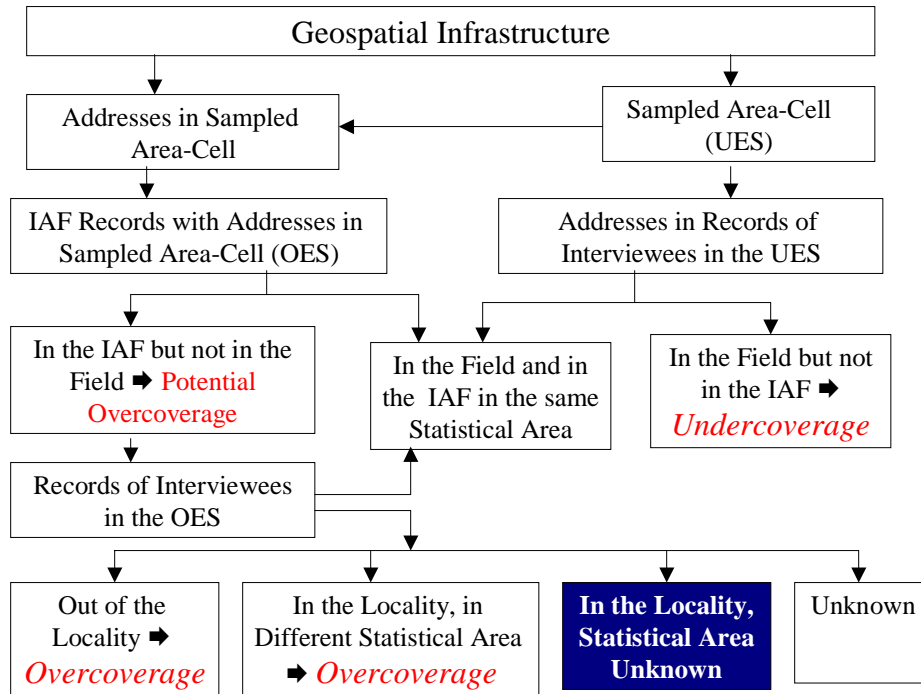 Geospatial Infrastructure
Addresses in Sampled
Area-Cell
Sampled Area-Cell
(UES)
IAF Records with Addresses in
Sampled Area-Cell (OES)
Addresses in Records of
Interviewees in the UES
In the IAF but not in the
Field ➨ Potential
Overcoverage
In the Field and in
the IAF in the same
Statistical Area
In the Field but not
in the IAF ➨
Undercoverage
Records of Interviewees
in the OES
Out of the
Locality ➨
Overcoverage
In the Locality, in
Different Statistical Area
➨ Overcoverage
In the Locality,
Statistical Area
Unknown
Unknown